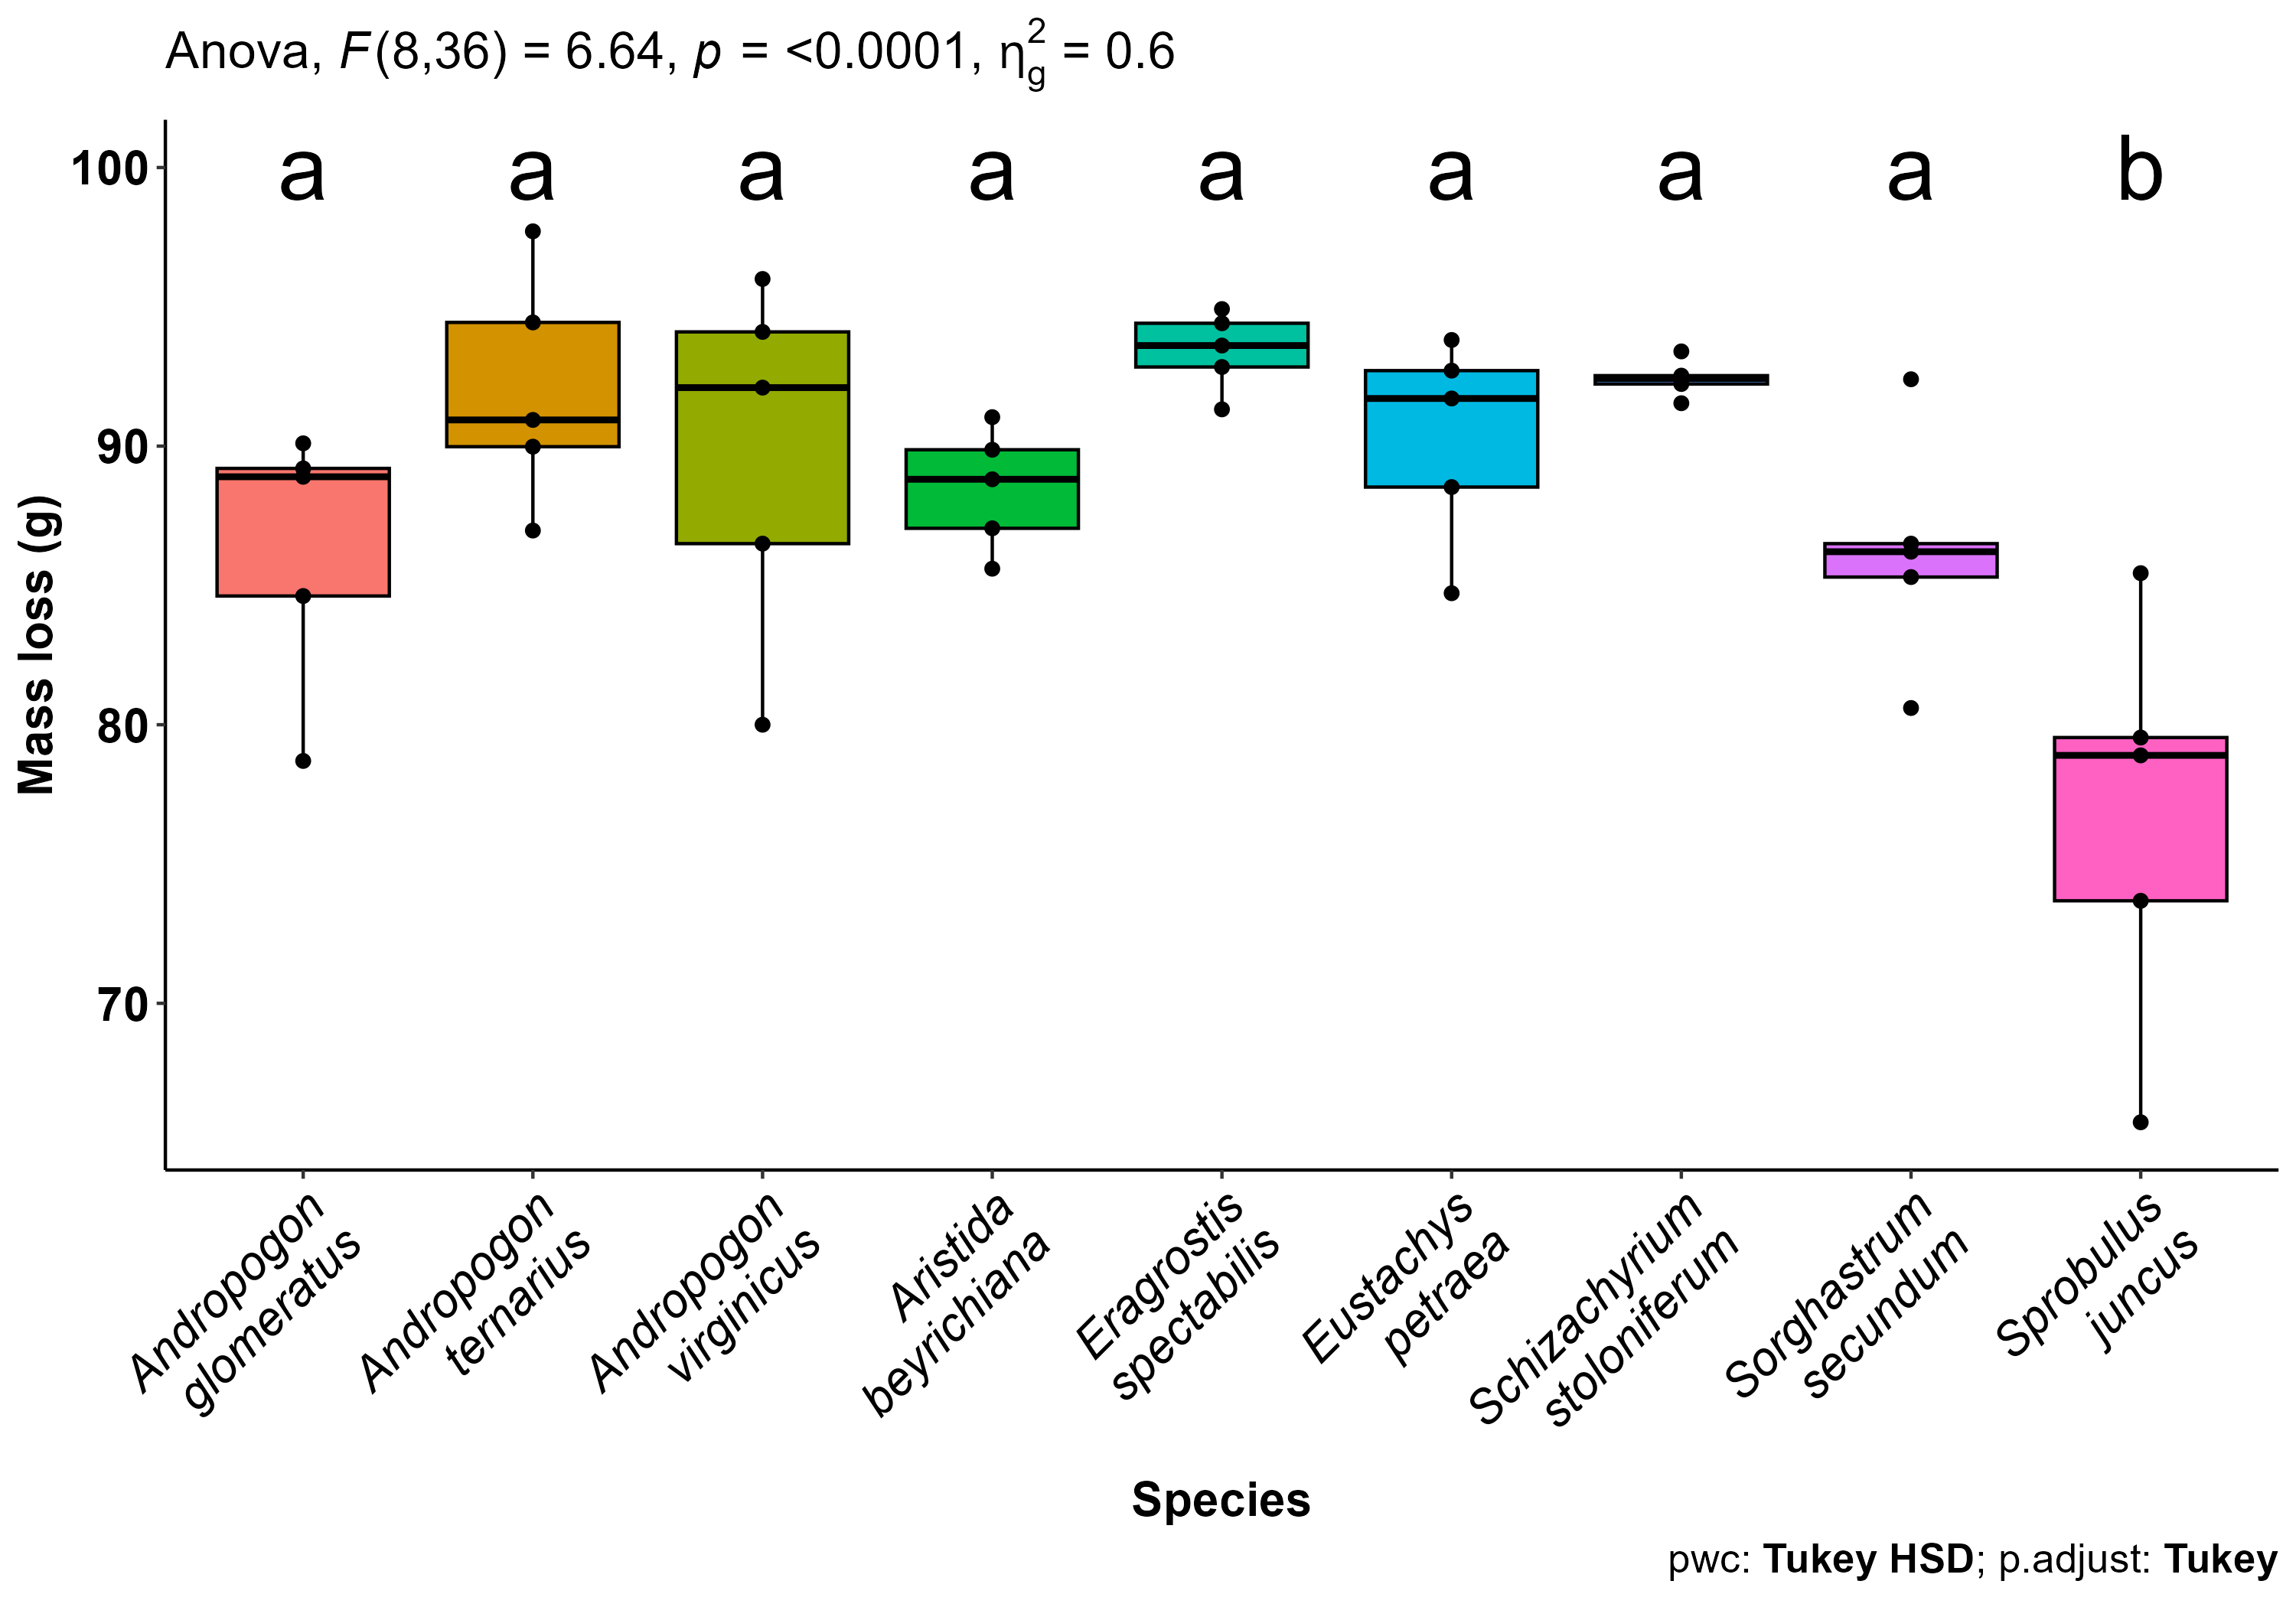 Anova, F(8,36) = 6.64, p = <0.0001, η²g = 0.6
100
90
80
70
Mass loss (g)
a a a a a a a a b
Andropogon
glomeratus
Andropogon
ternarius
Andropogon
virginicus
Aristida
beyrichiana
Eragrostis
spectabilis
Eustachys
petraea
Schizachyrium
stoloniferum
Sorghastrum
secundum
Sprobulus
juncus
Species
pwc: Tukey HSD; p.adjust: Tukey